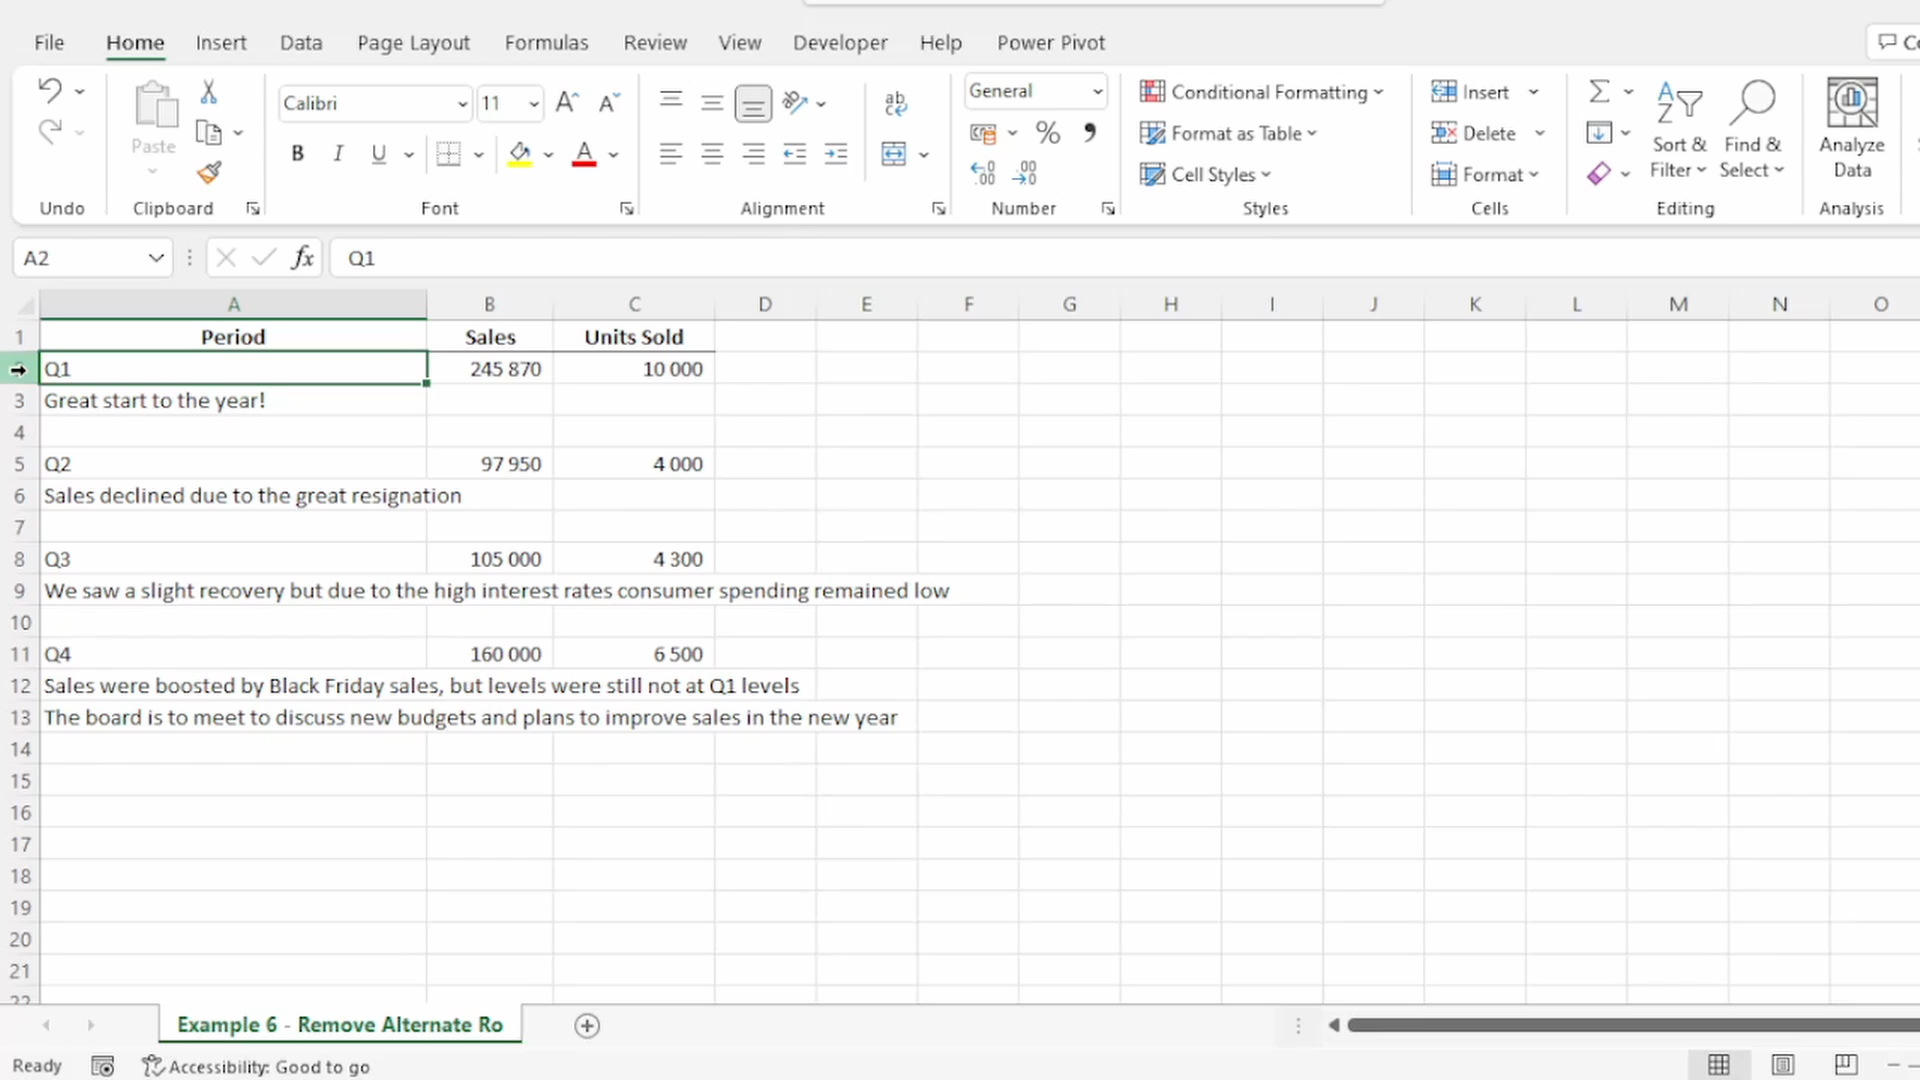 File Home Insert Data Page Layout Formulas Review View Developer Help Power Pivot
Calibri 11 General Conditional Formatting Insert
Paste B I U A % Format as Table Delete Sort & Filter Find & Select Analyze Data
Cell Styles Format
Undo Clipboard Font Alignment Number Styles Cells Editing Analysis
A2 fx Q1
A B C D E F G H I J K L M N O
1 Period Sales Units Sold
Q1 245 870 10 000
3 Great start to the year!
4
5 Q2 97 950 4 000
6 Sales declined due to the great resignation
7
8 Q3 105 000 4 300
9 We saw a slight recovery but due to the high interest rates consumer spending remained low
10
11 Q4 160 000 6 500
12 Sales were boosted by Black Friday sales, but levels were still not at Q1 levels
13 The board is to meet to discuss new budgets and plans to improve sales in the new year
14
15
16
17
18
19
20
21
22
Example 6 - Remove Alternate Ro
Ready Accessibility: Good to go